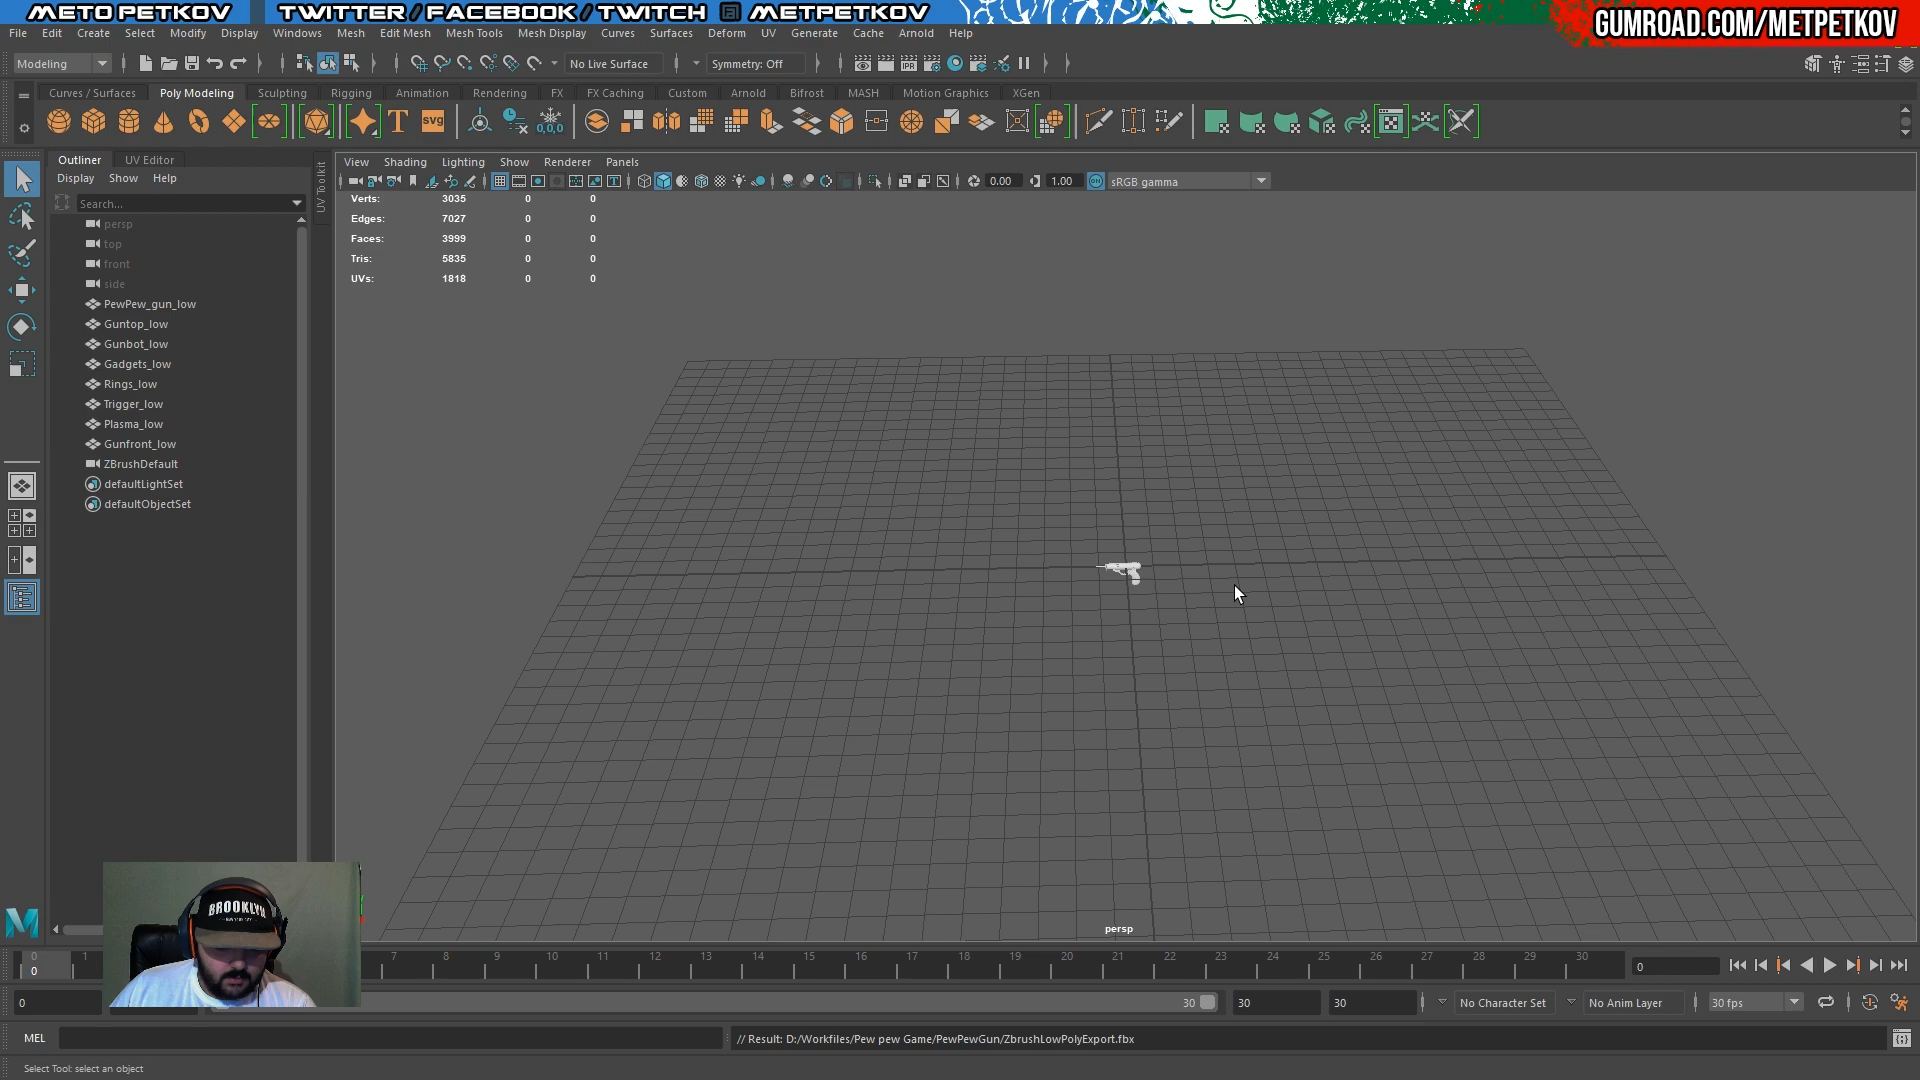 METO PETKOV
TWITTER / FACEBOOK / TWITCH @ METPETKOV
GUMROAD.COM/METPETKOV
File Edit Create Select Modify Display Windows Mesh Edit Mesh Mesh Tools Mesh Display Curves Surfaces Deform UV Generate Cache Arnold Help
Modeling No Live Surface Symmetry: Off
Curves / Surfaces Poly Modeling Sculpting Rigging Animation Rendering FX FX Caching Custom Arnold Bifrost MASH Motion Graphics XGen
T svg 0,0,0
Outliner UV Editor
UV Toolkit
View Shading Lighting Show Renderer Panels
Display Show Help
0.00 1.00 sRGB gamma
Search...
Verts: 3035 0 0
Edges: 7027 0 0
Faces: 3999 0 0
Tris: 5835 0 0
UVs: 1818 0 0
persp
top
front
side
PewPew_gun_low
Guntop_low
Gunbot_low
Gadgets_low
Rings_low
Trigger_low
Plasma_low
Gunfront_low
ZBrushDefault
defaultLightSet
defaultObjectSet
BROOKLYN
persp
0 1 7 8 9 10 11 12 13 14 15 16 17 18 19 20 21 22 23 24 25 26 27 28 29 30
0 0
0 30 30 30 No Character Set No Anim Layer 30 fps
MEL // Result: D:/Workfiles/Pew pew Game/PewPewGun/ZbrushLowPolyExport.fbx
Select Tool: select an object